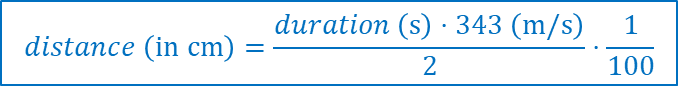 distance (in cm) = duration (s) · 343 (m/s) / 2 · 1 / 100